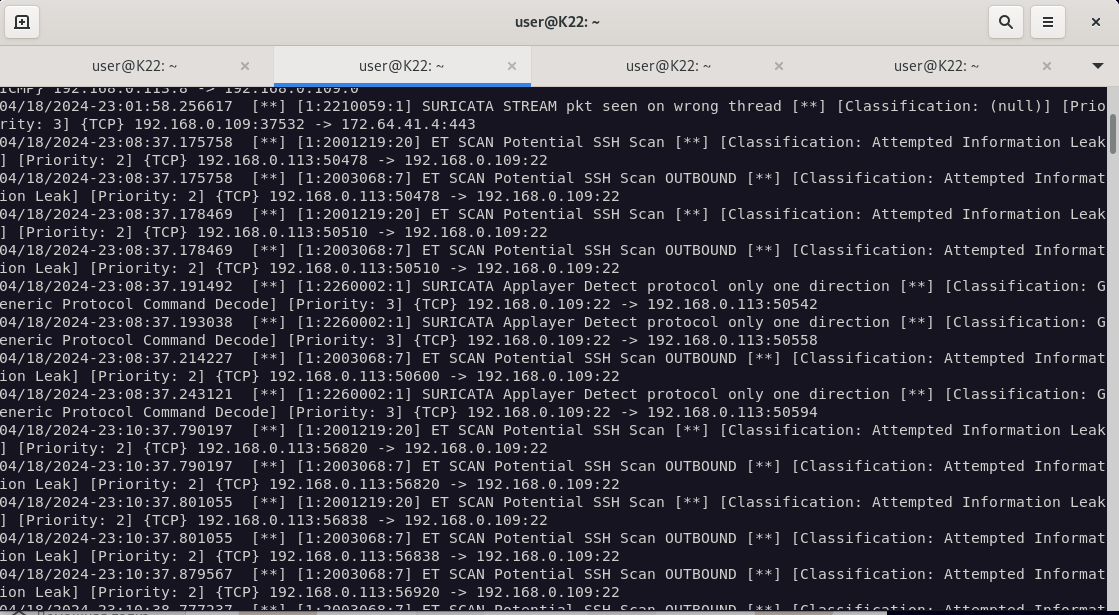 user@K22: ~
user@K22: ~
user@K22: ~
user@K22: ~
user@K22: ~
ICMP} 192.168.0.113:8 -> 192.168.0.109:0
04/18/2024-23:01:58.256617  [**] [1:2210059:1] SURICATA STREAM pkt seen on wrong thread [**] [Classification: (null)] [Prio
rity: 3] {TCP} 192.168.0.109:37532 -> 172.64.41.4:443
04/18/2024-23:08:37.175758  [**] [1:2001219:20] ET SCAN Potential SSH Scan [**] [Classification: Attempted Information Leak
] [Priority: 2] {TCP} 192.168.0.113:50478 -> 192.168.0.109:22
04/18/2024-23:08:37.175758  [**] [1:2003068:7] ET SCAN Potential SSH Scan OUTBOUND [**] [Classification: Attempted Informat
ion Leak] [Priority: 2] {TCP} 192.168.0.113:50478 -> 192.168.0.109:22
04/18/2024-23:08:37.178469  [**] [1:2001219:20] ET SCAN Potential SSH Scan [**] [Classification: Attempted Information Leak
] [Priority: 2] {TCP} 192.168.0.113:50510 -> 192.168.0.109:22
04/18/2024-23:08:37.178469  [**] [1:2003068:7] ET SCAN Potential SSH Scan OUTBOUND [**] [Classification: Attempted Informat
ion Leak] [Priority: 2] {TCP} 192.168.0.113:50510 -> 192.168.0.109:22
04/18/2024-23:08:37.191492  [**] [1:2260002:1] SURICATA Applayer Detect protocol only one direction [**] [Classification: G
eneric Protocol Command Decode] [Priority: 3] {TCP} 192.168.0.109:22 -> 192.168.0.113:50542
04/18/2024-23:08:37.193038  [**] [1:2260002:1] SURICATA Applayer Detect protocol only one direction [**] [Classification: G
eneric Protocol Command Decode] [Priority: 3] {TCP} 192.168.0.109:22 -> 192.168.0.113:50558
04/18/2024-23:08:37.214227  [**] [1:2003068:7] ET SCAN Potential SSH Scan OUTBOUND [**] [Classification: Attempted Informat
ion Leak] [Priority: 2] {TCP} 192.168.0.113:50600 -> 192.168.0.109:22
04/18/2024-23:08:37.243121  [**] [1:2260002:1] SURICATA Applayer Detect protocol only one direction [**] [Classification: G
eneric Protocol Command Decode] [Priority: 3] {TCP} 192.168.0.109:22 -> 192.168.0.113:50594
04/18/2024-23:10:37.790197  [**] [1:2001219:20] ET SCAN Potential SSH Scan [**] [Classification: Attempted Information Leak
] [Priority: 2] {TCP} 192.168.0.113:56820 -> 192.168.0.109:22
04/18/2024-23:10:37.790197  [**] [1:2003068:7] ET SCAN Potential SSH Scan OUTBOUND [**] [Classification: Attempted Informat
ion Leak] [Priority: 2] {TCP} 192.168.0.113:56820 -> 192.168.0.109:22
04/18/2024-23:10:37.801055  [**] [1:2001219:20] ET SCAN Potential SSH Scan [**] [Classification: Attempted Information Leak
] [Priority: 2] {TCP} 192.168.0.113:56838 -> 192.168.0.109:22
04/18/2024-23:10:37.801055  [**] [1:2003068:7] ET SCAN Potential SSH Scan OUTBOUND [**] [Classification: Attempted Informat
ion Leak] [Priority: 2] {TCP} 192.168.0.113:56838 -> 192.168.0.109:22
04/18/2024-23:10:37.879567  [**] [1:2003068:7] ET SCAN Potential SSH Scan OUTBOUND [**] [Classification: Attempted Informat
ion Leak] [Priority: 2] {TCP} 192.168.0.113:56920 -> 192.168.0.109:22
04/18/2024-23:10:38.777237  [**] [1:2003068:7] ET SCAN Potential SSH Scan OUTBOUND [**] [Classification: Attempted Informat